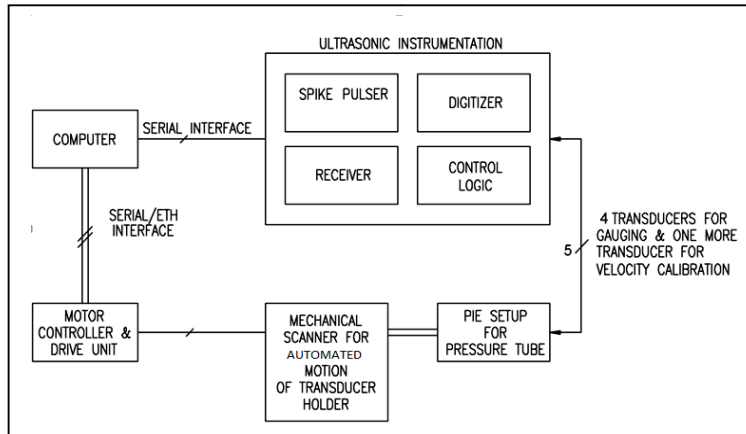 ULTRASONIC INSTRUMENTATION
SPIKE PULSER
DIGITIZER
COMPUTER
SERIAL INTERFACE
RECEIVER
CONTROL
LOGIC
SERIAL/ETH
INTERFACE
4 TRANSDUCERS FOR
GAUGING & ONE MORE
TRANSDUCER FOR
VELOCITY CALIBRATION
5
MOTOR
CONTROLLER &
DRIVE UNIT
MECHANICAL
SCANNER FOR
AUTOMATED
MOTION
OF TRANSDUCER
HOLDER
PIE SETUP
FOR
PRESSURE TUBE